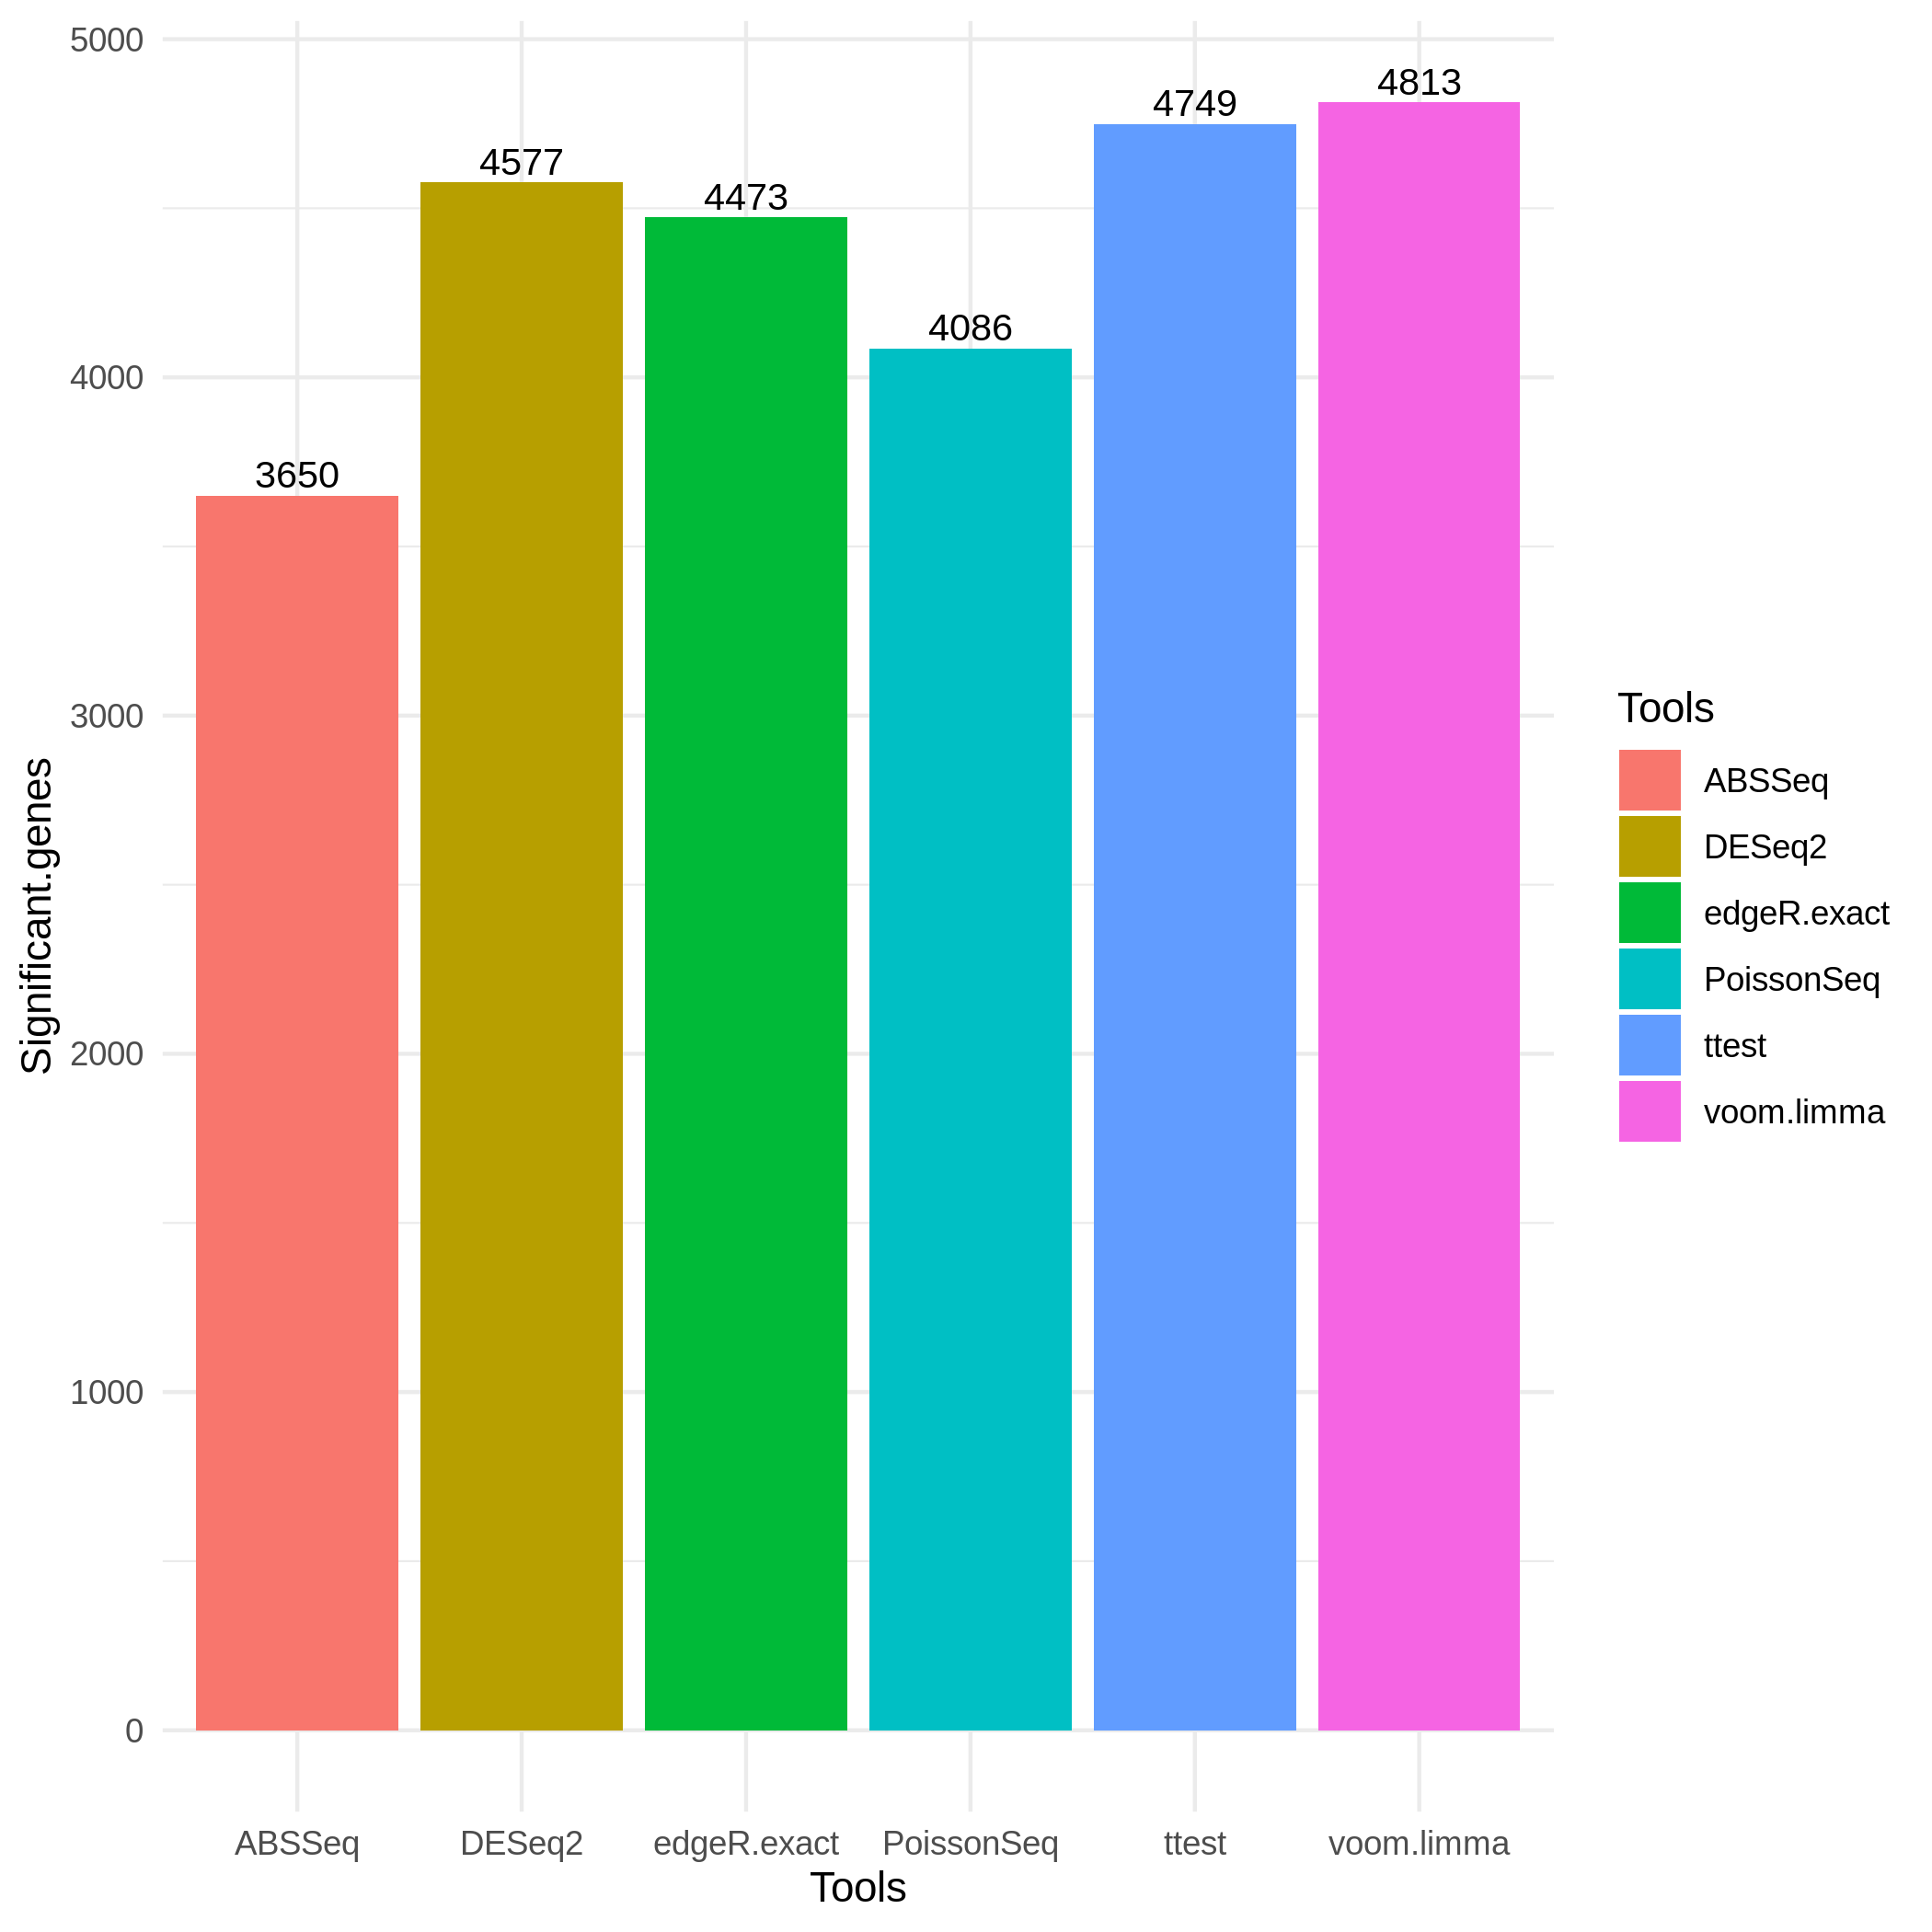 5000
4000
3000
2000
1000
0
Significant.genes
3650
4577
4473
4086
4749
4813
ABSSeq
DESeq2
edgeR.exact
PoissonSeq
ttest
voom.limma
Tools
Tools
ABSSeq
DESeq2
edgeR.exact
PoissonSeq
ttest
voom.limma